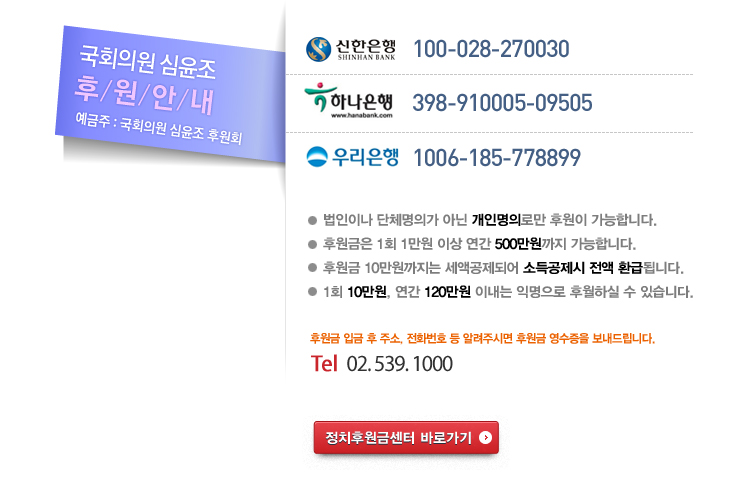 국회의원 심윤조
후/원/안/내
예금주 : 국회의원 심윤조 후원회
신한은행 100-028-270030
SHINHAN BANK
하나은행 398-910005-09505
www.hanabank.com
우리은행 1006-185-778899
● 법인이나 단체명의가 아닌 개인명의로만 후원이 가능합니다.
● 후원금은 1회 1만원 이상 연간 500만원까지 가능합니다.
● 후원금 10만원까지는 세액공제되어 소득공제시 전액 환급됩니다.
● 1회 10만원, 연간 120만원 이내는 익명으로 후월하실 수 있습니다.
후원금 입금 후 주소, 전화번호 등 알려주시면 후원금 영수증을 보내드립니다.
Tel 02.539.1000
정치후원금센터 바로가기